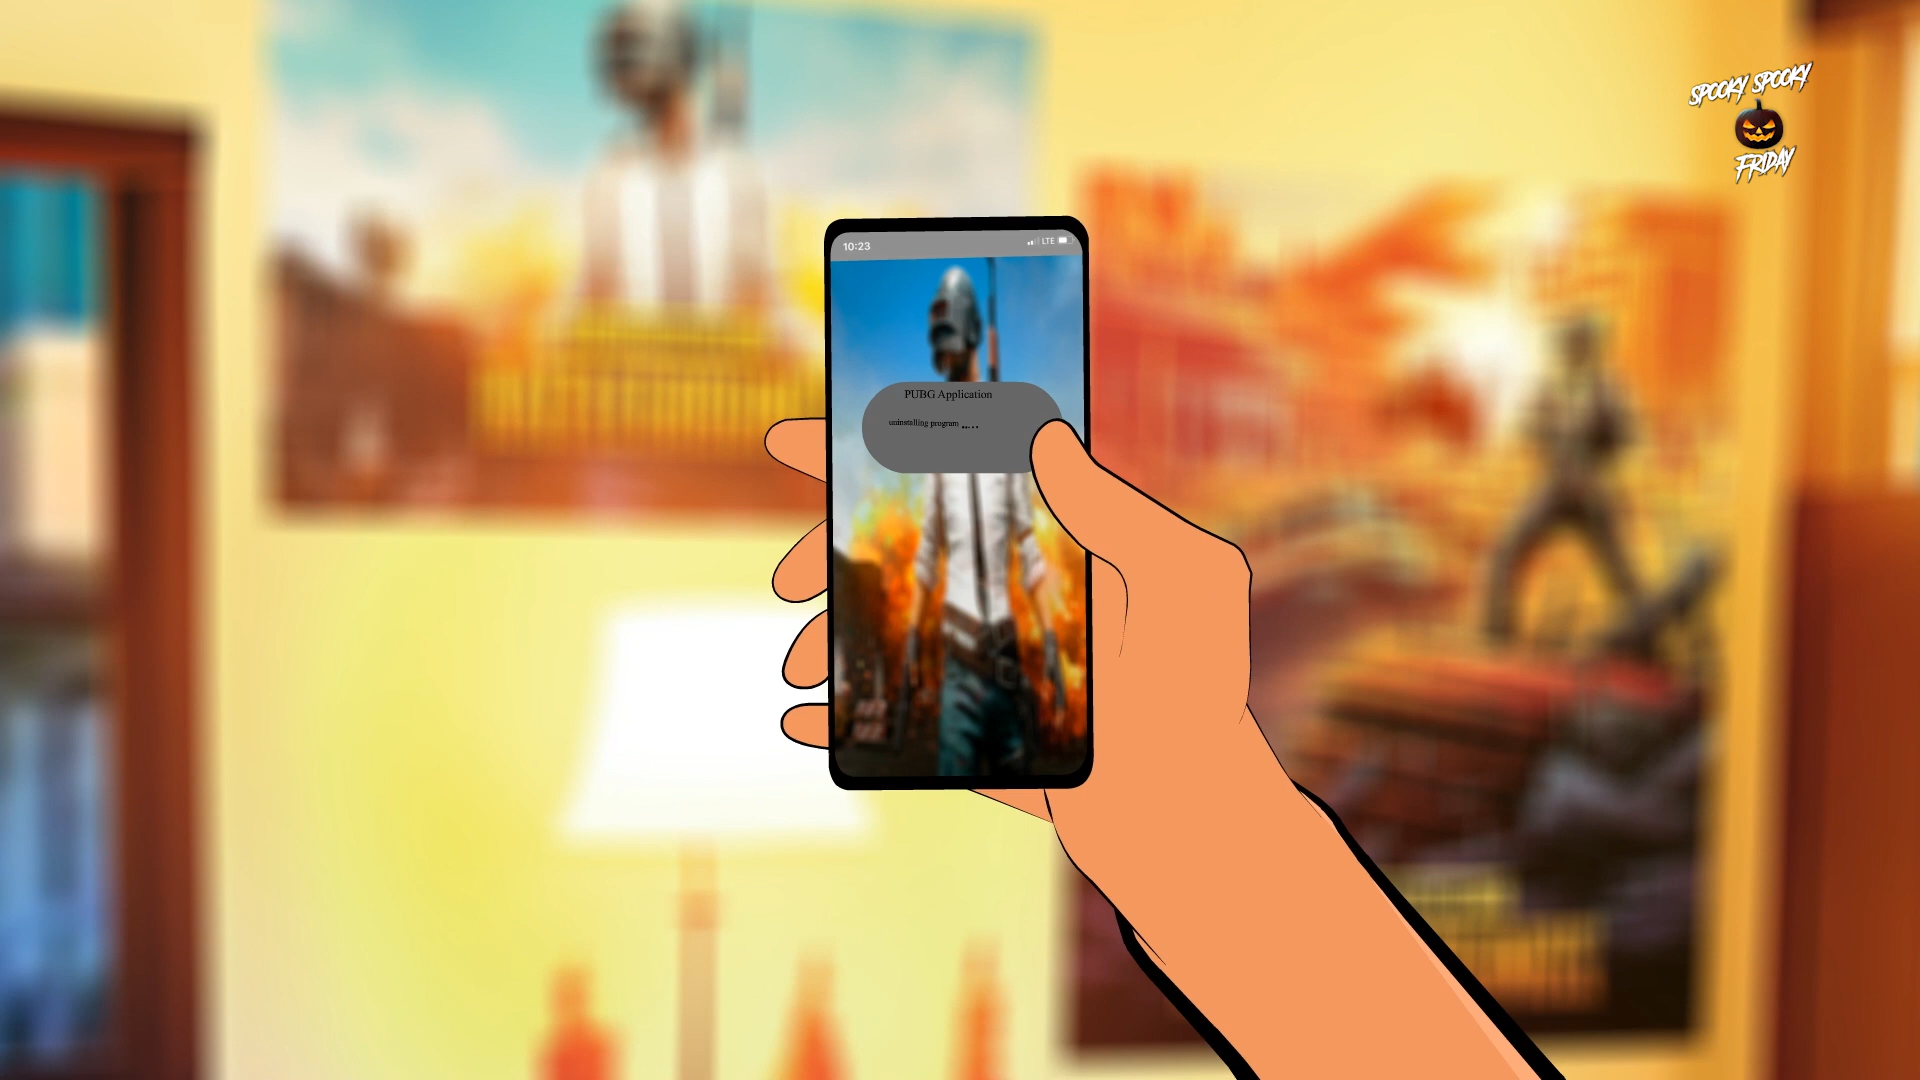 SPOOKY SPOOKY
FRIDAY
10:23
LTE
PUBG Application
uninstalling program .....